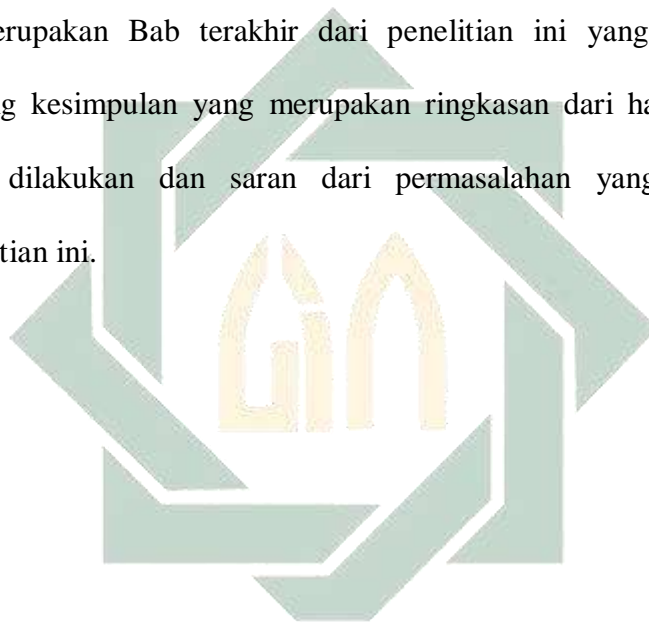 erupakan Bab terakhir dari penelitian ini yang
g kesimpulan yang merupakan ringkasan dari ha
dilakukan dan saran dari permasalahan yang
tian ini.